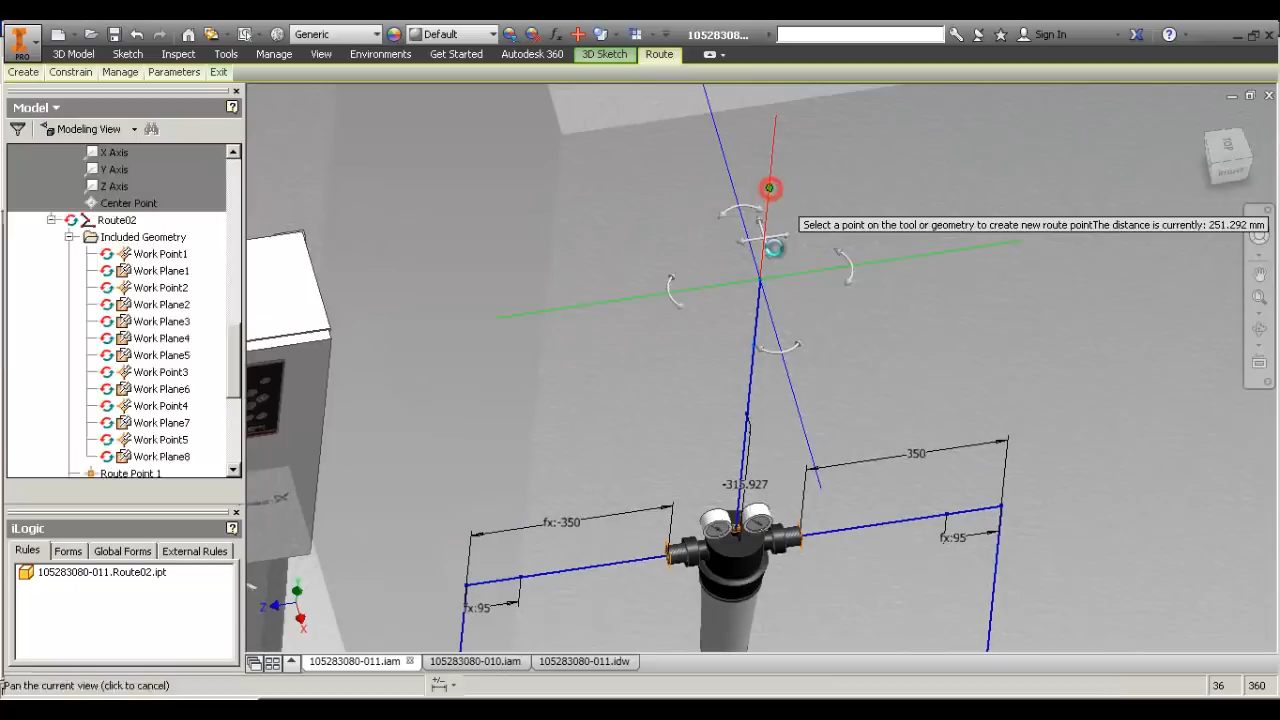 PRO
Generic
Default
fx
105283080...
Sign In
3D Model Sketch Inspect Tools Manage View Environments Get Started Autodesk 360 3D Sketch Route
Create Constrain Manage Parameters Exit
Model
Modeling View
X Axis
Y Axis
Z Axis
Center Point
Route02
Included Geometry
Work Point1
Work Plane1
Work Point2
Work Plane2
Work Plane3
Work Plane4
Work Plane5
Work Point3
Work Plane6
Work Point4
Work Plane7
Work Point5
Work Plane8
Route Point 1
iLogic
Rules Forms Global Forms External Rules
105283080-011.Route02.ipt
TOP
Select a point on the tool or geometry to create new route pointThe distance is currently: 251.292 mm
-350
fx:-350
fx:95
fx:95
Z
X
105283080-011.iam 105283080-010.iam 105283080-011.idw
Pan the current view (click to cancel)
36 360